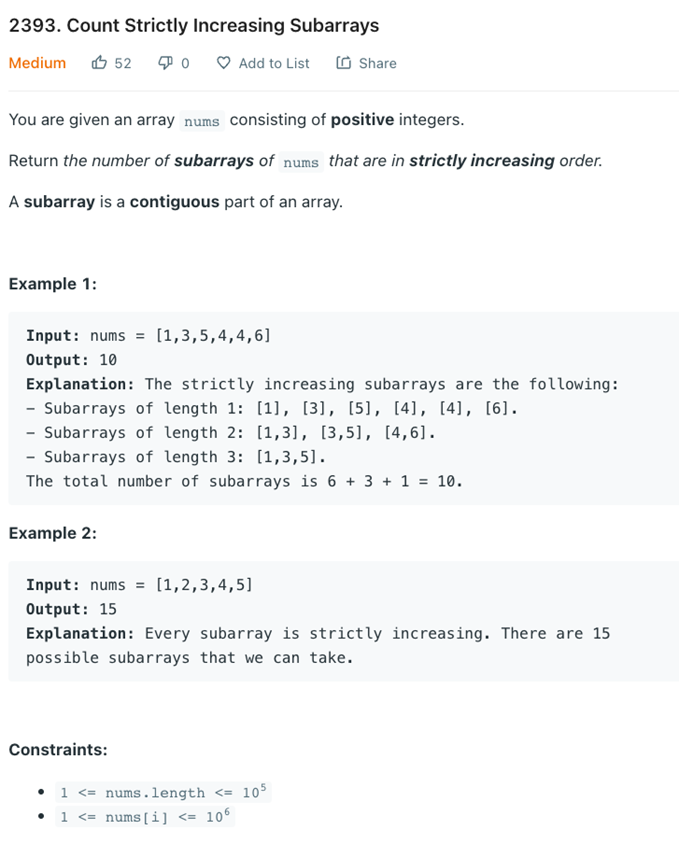 2393. Count Strictly Increasing Subarrays
Medium 52 0 Add to List Share
You are given an array nums consisting of positive integers.
Return the number of subarrays of nums that are in strictly increasing order.
A subarray is a contiguous part of an array.
Example 1:
Input: nums = [1,3,5,4,4,6]
Output: 10
Explanation: The strictly increasing subarrays are the following:
- Subarrays of length 1: [1], [3], [5], [4], [4], [6].
- Subarrays of length 2: [1,3], [3,5], [4,6].
- Subarrays of length 3: [1,3,5].
The total number of subarrays is 6 + 3 + 1 = 10.
Example 2:
Input: nums = [1,2,3,4,5]
Output: 15
Explanation: Every subarray is strictly increasing. There are 15
possible subarrays that we can take.
Constraints:
• 1 <= nums.length <= 10⁵
• 1 <= nums[i] <= 10⁶